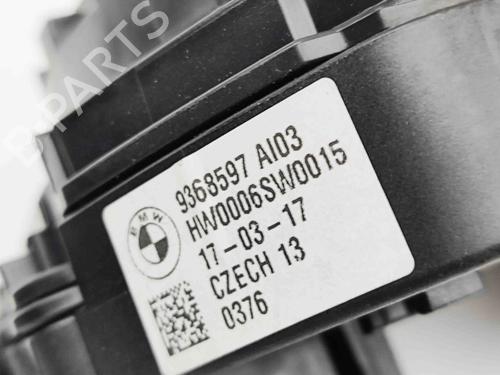 B-PARTS
BMW
9368597 AI03
HW0006SW0015
17-03-17
CZECH 13
0376